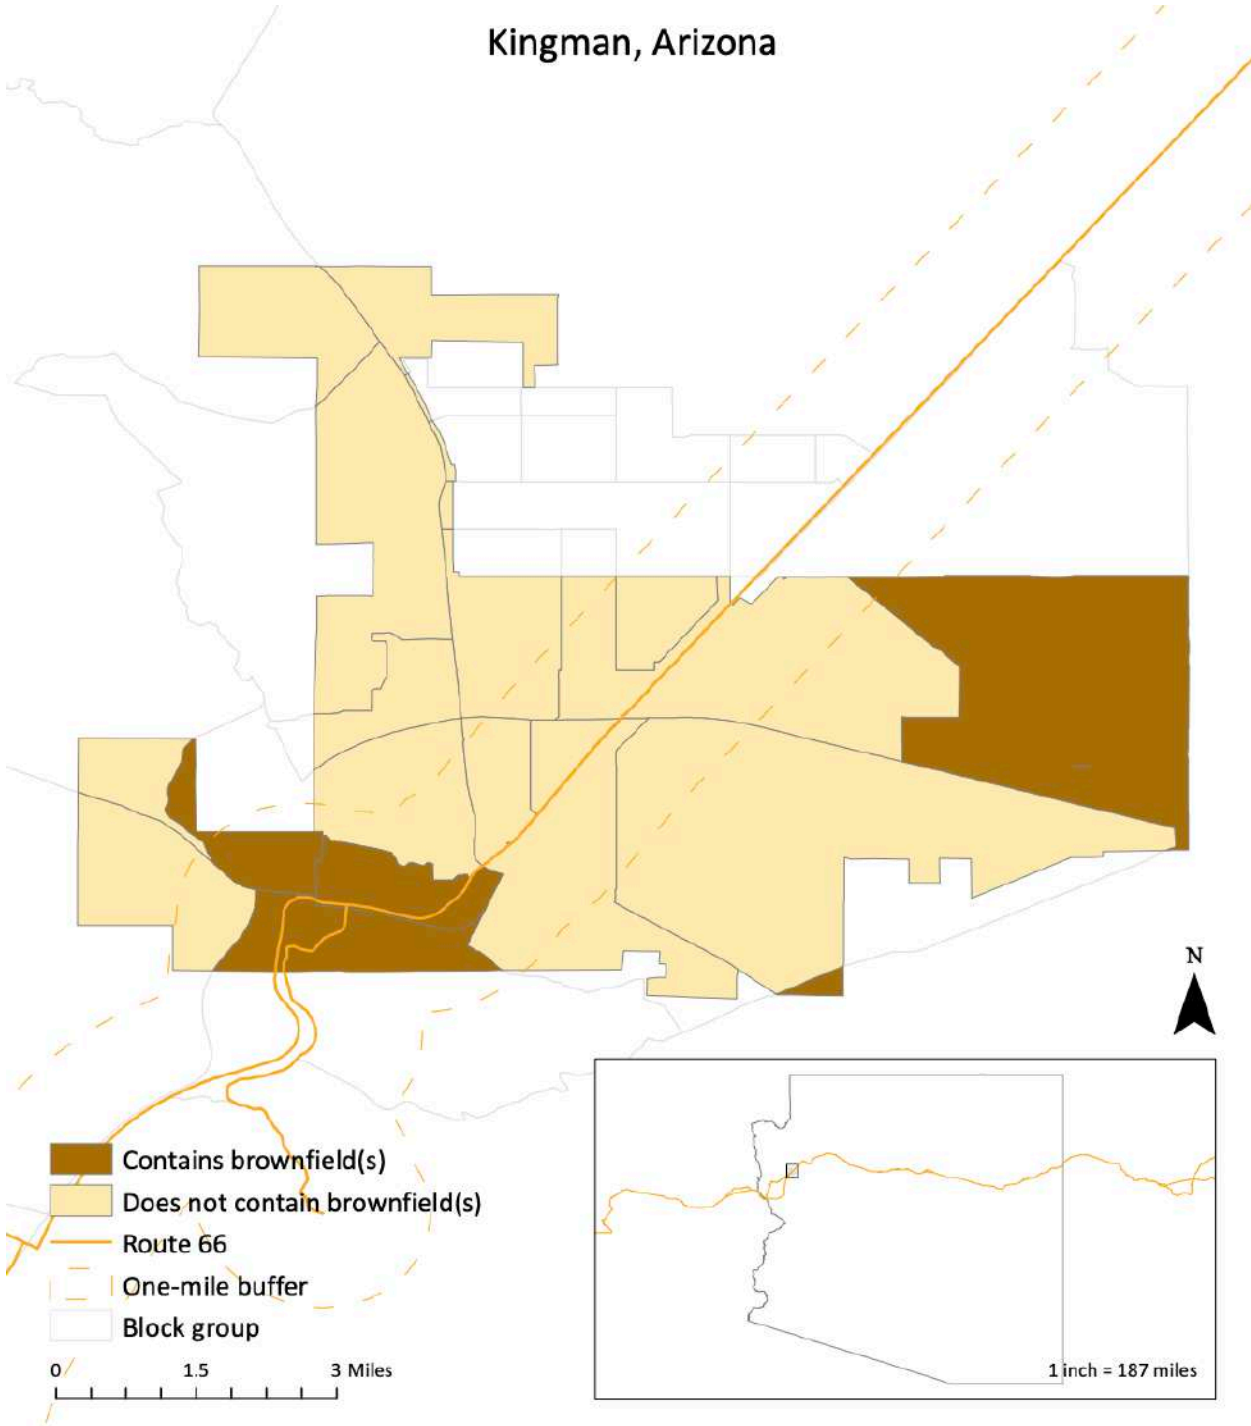 Kingman, Arizona
N
Contains brownfield(s)
Does not contain brownfield(s)
Route 66
One-mile buffer
Block group
0 1.5 3 Miles
1 inch = 187 miles